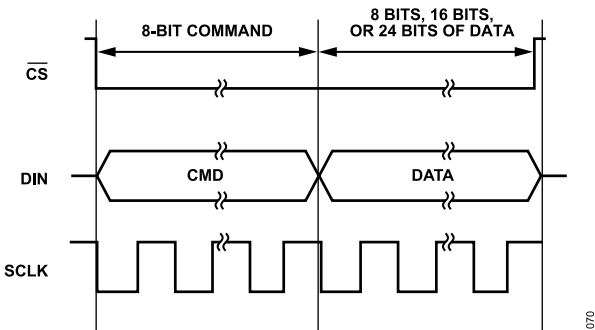 8-BIT COMMAND
8 BITS, 16 BITS,
OR 24 BITS OF DATA
CS
DIN
CMD
DATA
SCLK
070